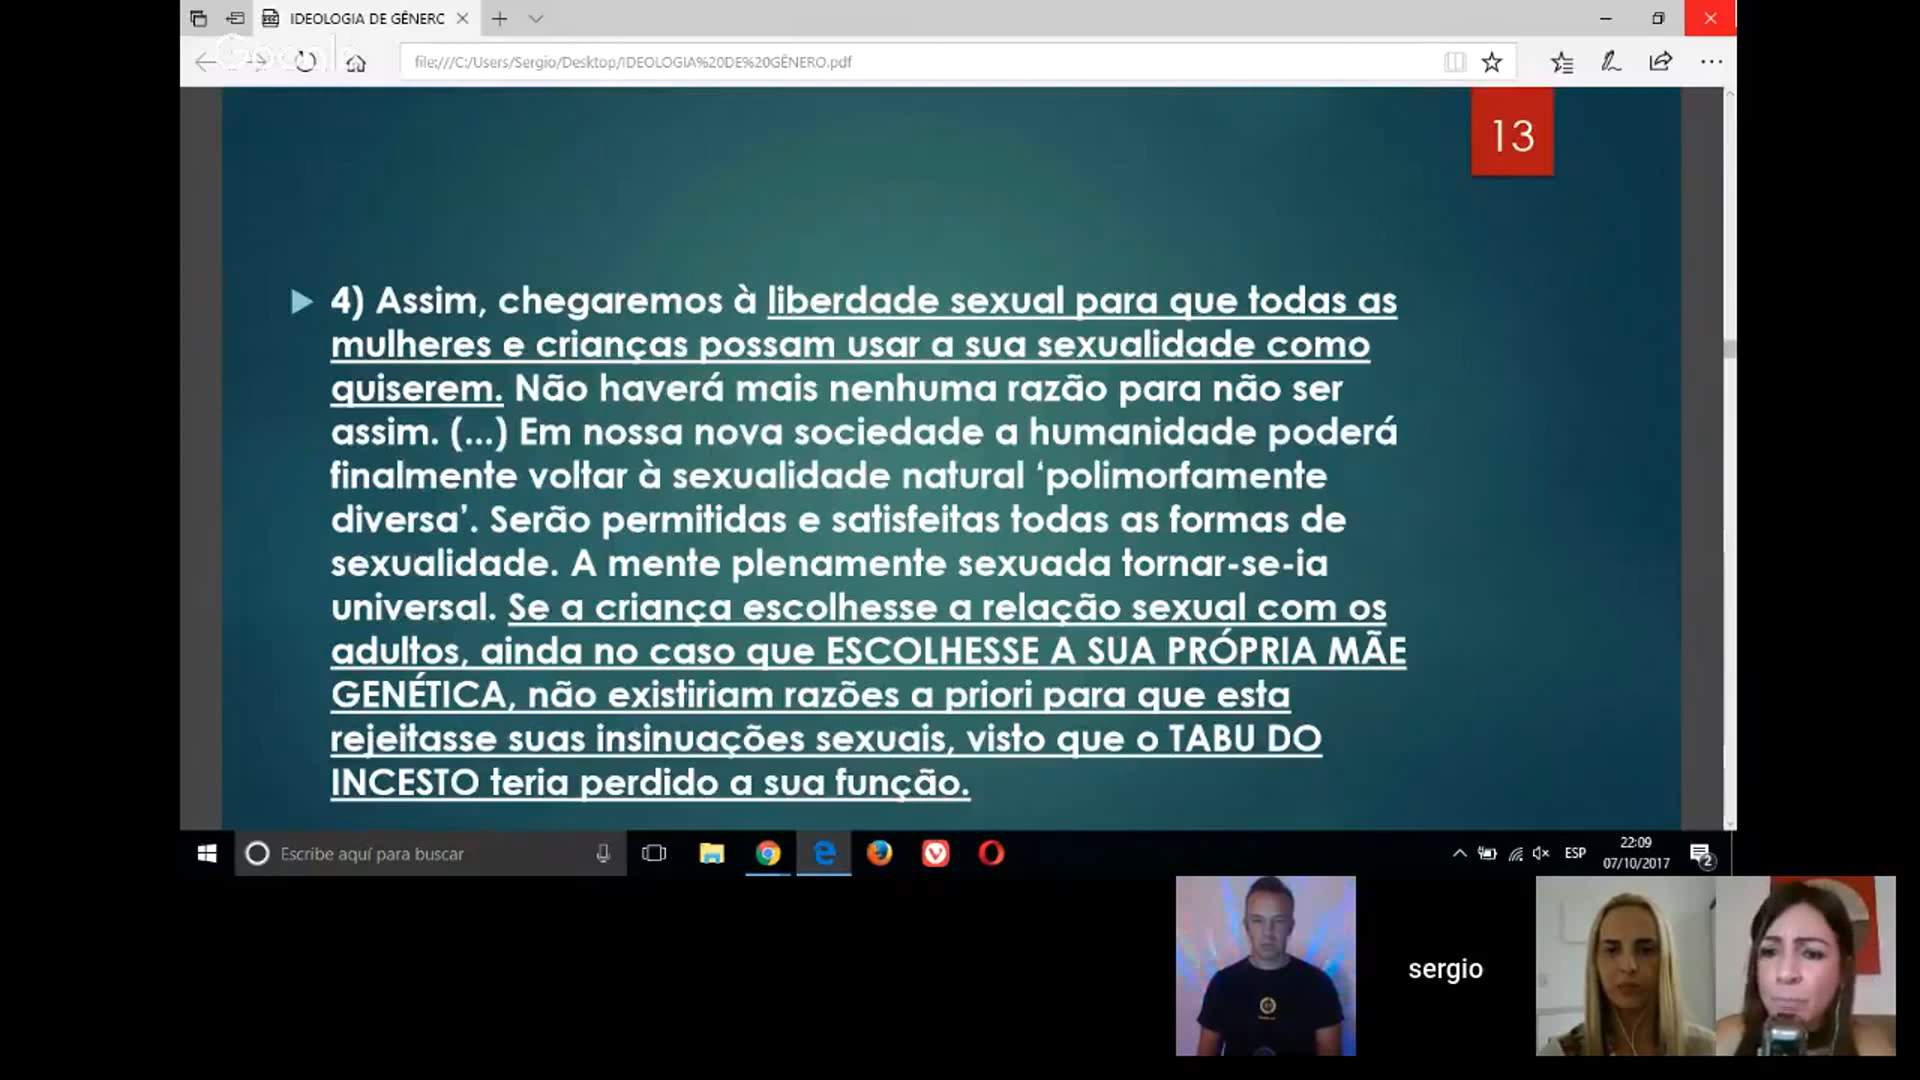 IDEOLOGIA DE GÊNERC
file:///C:/Users/Sergio/Desktop/IDEOLOGIA%20DE%20GÊNERO.pdf
Google
13
4) Assim, chegaremos à liberdade sexual para que todas as
mulheres e crianças possam usar a sua sexualidade como
quiserem. Não haverá mais nenhuma razão para não ser
assim. (...) Em nossa nova sociedade a humanidade poderá
finalmente voltar à sexualidade natural ‘polimorfamente
diversa’. Serão permitidas e satisfeitas todas as formas de
sexualidade. A mente plenamente sexuada tornar-se-ia
universal. Se a criança escolhesse a relação sexual com os
adultos, ainda no caso que ESCOLHESSE A SUA PRÓPRIA MÃE
GENÉTICA, não existiriam razões a priori para que esta
rejeitasse suas insinuações sexuais, visto que o TABU DO
INCESTO teria perdido a sua função.
Escribe aquí para buscar
ESP
22:09
07/10/2017
2
sergio